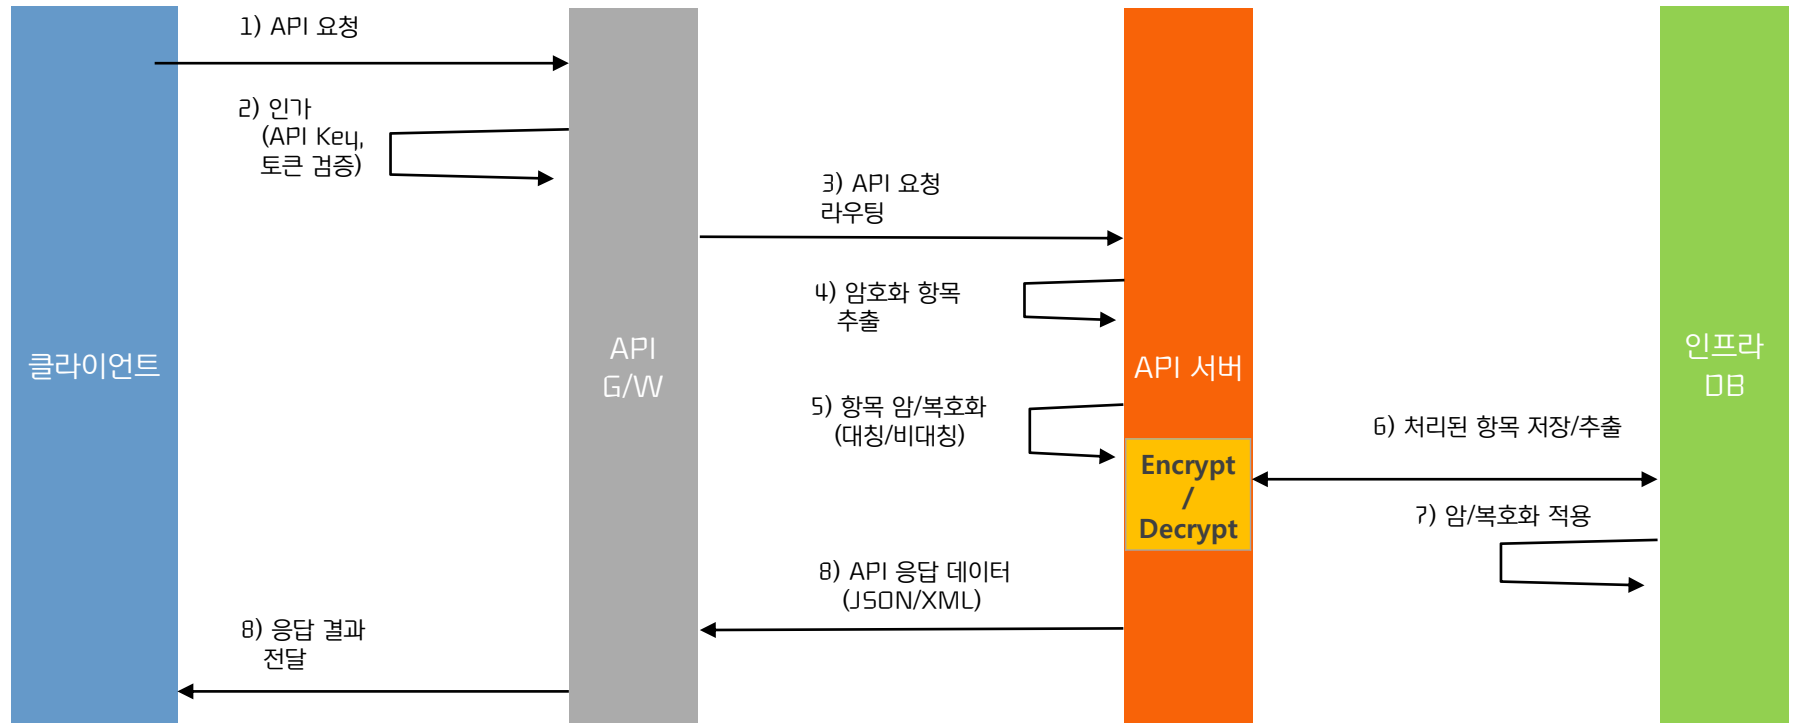 1) API 요청
2) 인가
(API Key,
토큰 검증)
3) API 요청
라우팅
4) 암호화 항목
추출
클라이언트
API
G/W
API 서버
인프라
DB
5) 항목 암/복호화
(대칭/비대칭)
6) 처리된 항목 저장/추출
Encrypt
/
Decrypt
7) 암/복호화 적용
8) API 응답 데이터
(JSON/XML)
8) 응답 결과
전달